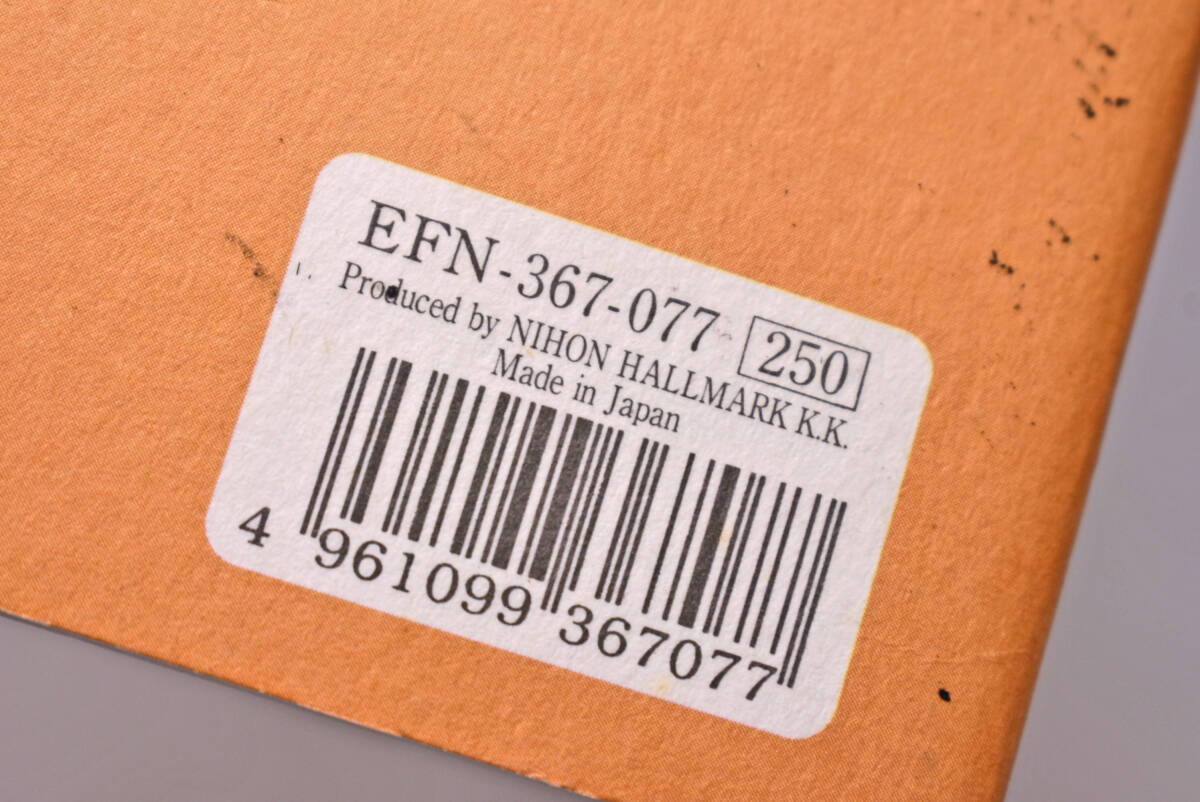 EFN-367-077 250
Produced by NIHON HALLMARK K.K.
Made in Japan
4 961099 367077